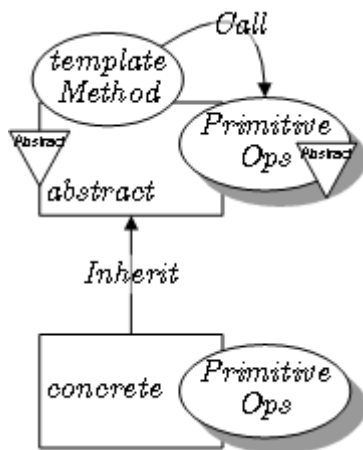 Call
template
Method
Primitive
Ops
Abstract
Abstract
abstract
Inherit
concrete
Primitive
Ops